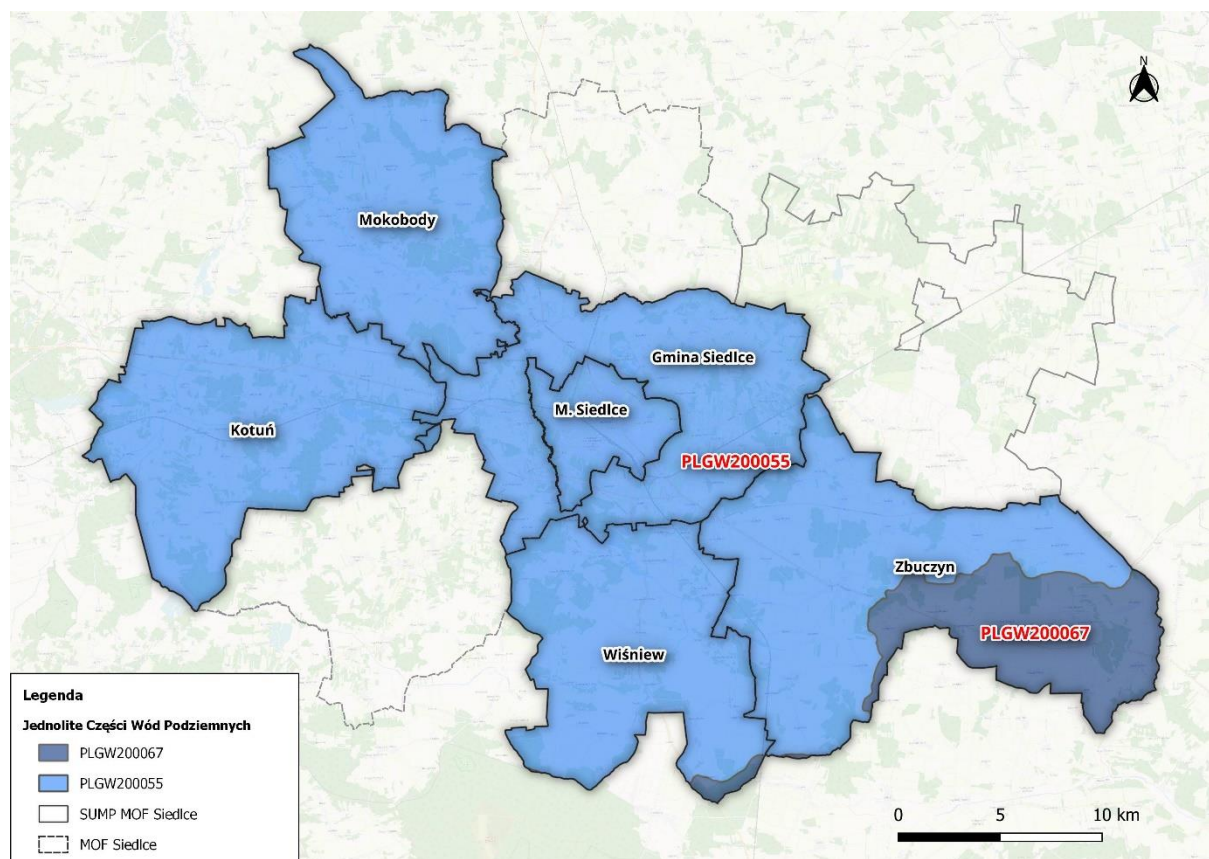 N
Mokobody
Gmina Siedlce
M. Siedlce
Kotuń
PLGW200055
Zbuczyn
PLGW200067
Wiśniew
Legenda
Jednolite Części Wód Podziemnych
PLGW200067
PLGW200055
SUMP MOF Siedlce
MOF Siedlce
0 5 10 km